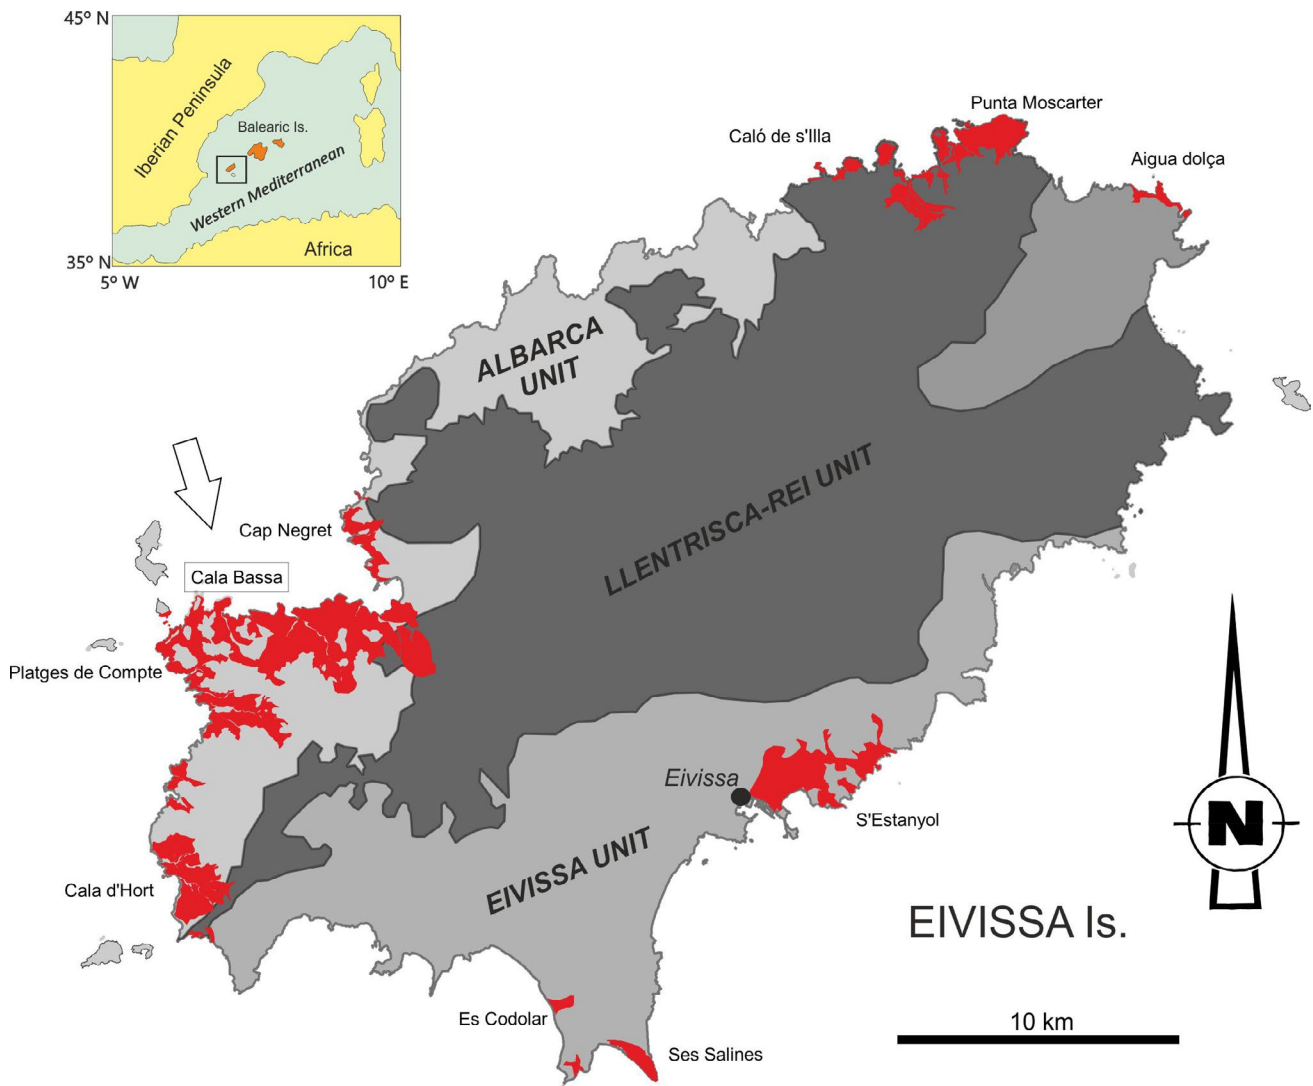 45º N
Iberian Peninsula
Balearic Is.
Western Mediterranean
Africa
35º N
5º W
10º E
Punta Moscarter
Caló de s'Illa
Aigua dolça
ALBARCA
UNIT
LLENTRISCA-REI UNIT
Cap Negret
Cala Bassa
Platges de Compte
Eivissa
S'Estanyol
EIVISSA UNIT
Cala d'Hort
N
EIVISSA Is.
Es Codolar
10 km
Ses Salines